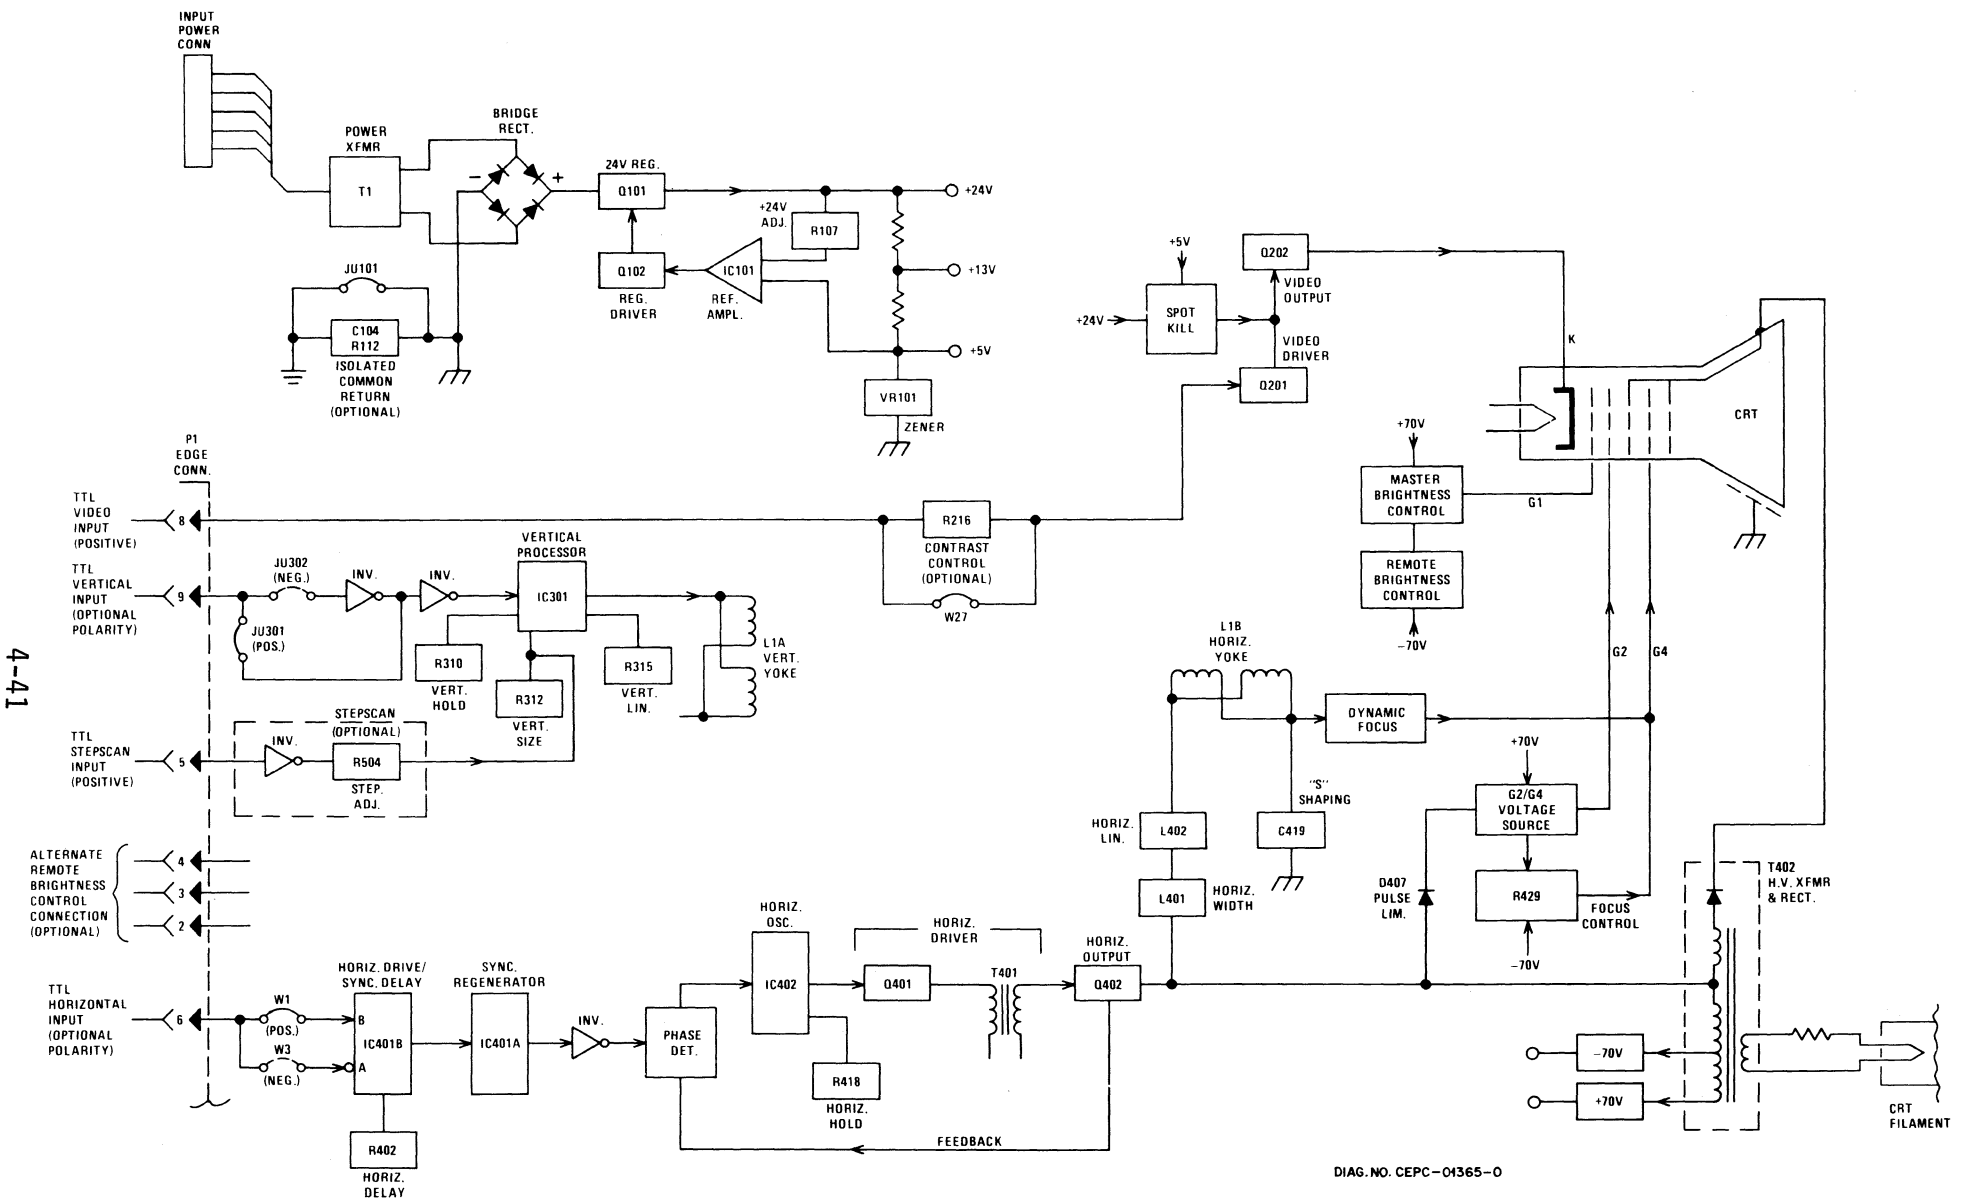 INPUT
POWER
CONN
POWER
XFMR
T1
BRIDGE
RECT.
−
+
24V REG.
Q101
+24V
ADJ.
R107
+24V
Q102
REG.
DRIVER
IC101
REF.
AMPL.
+13V
+5V
VR101
ZENER
JU101
C104
R112
ISOLATED
COMMON
RETURN
(OPTIONAL)
+5V
+24V
SPOT
KILL
Q202
VIDEO
OUTPUT
VIDEO
DRIVER
Q201
K
CRT
+70V
MASTER
BRIGHTNESS
CONTROL
G1
REMOTE
BRIGHTNESS
CONTROL
−70V
G2
G4
P1
EDGE
CONN.
TTL
VIDEO
INPUT
(POSITIVE)
8
R216
CONTRAST
CONTROL
(OPTIONAL)
W27
TTL
VERTICAL
INPUT
(OPTIONAL
POLARITY)
9
JU302
(NEG.)
JU301
(POS.)
INV.
INV.
VERTICAL
PROCESSOR
IC301
R310
VERT.
HOLD
R312
VERT.
SIZE
R315
VERT.
LIN.
L1A
VERT.
YOKE
4-41
TTL
STEPSCAN
INPUT
(POSITIVE)
5
STEPSCAN
(OPTIONAL)
INV.
R504
STEP.
ADJ.
L1B
HORIZ.
YOKE
DYNAMIC
FOCUS
"S"
SHAPING
C419
HORIZ.
LIN.
L402
L401
HORIZ.
WIDTH
+70V
G2/G4
VOLTAGE
SOURCE
R429
FOCUS
CONTROL
−70V
D407
PULSE
LIM.
T402
H.V. XFMR
& RECT.
ALTERNATE
REMOTE
BRIGHTNESS
CONTROL
CONNECTION
(OPTIONAL)
4
3
2
TTL
HORIZONTAL
INPUT
(OPTIONAL
POLARITY)
6
W1
(POS.)
W3
(NEG.)
HORIZ. DRIVE/
SYNC. DELAY
B
IC401B
A
R402
HORIZ.
DELAY
SYNC.
REGENERATOR
IC401A
INV.
PHASE
DET.
HORIZ.
OSC.
IC402
R418
HORIZ.
HOLD
HORIZ.
DRIVER
Q401
T401
HORIZ.
OUTPUT
Q402
FEEDBACK
−70V
+70V
CRT
FILAMENT
DIAG. NO. CEPC-01365-0